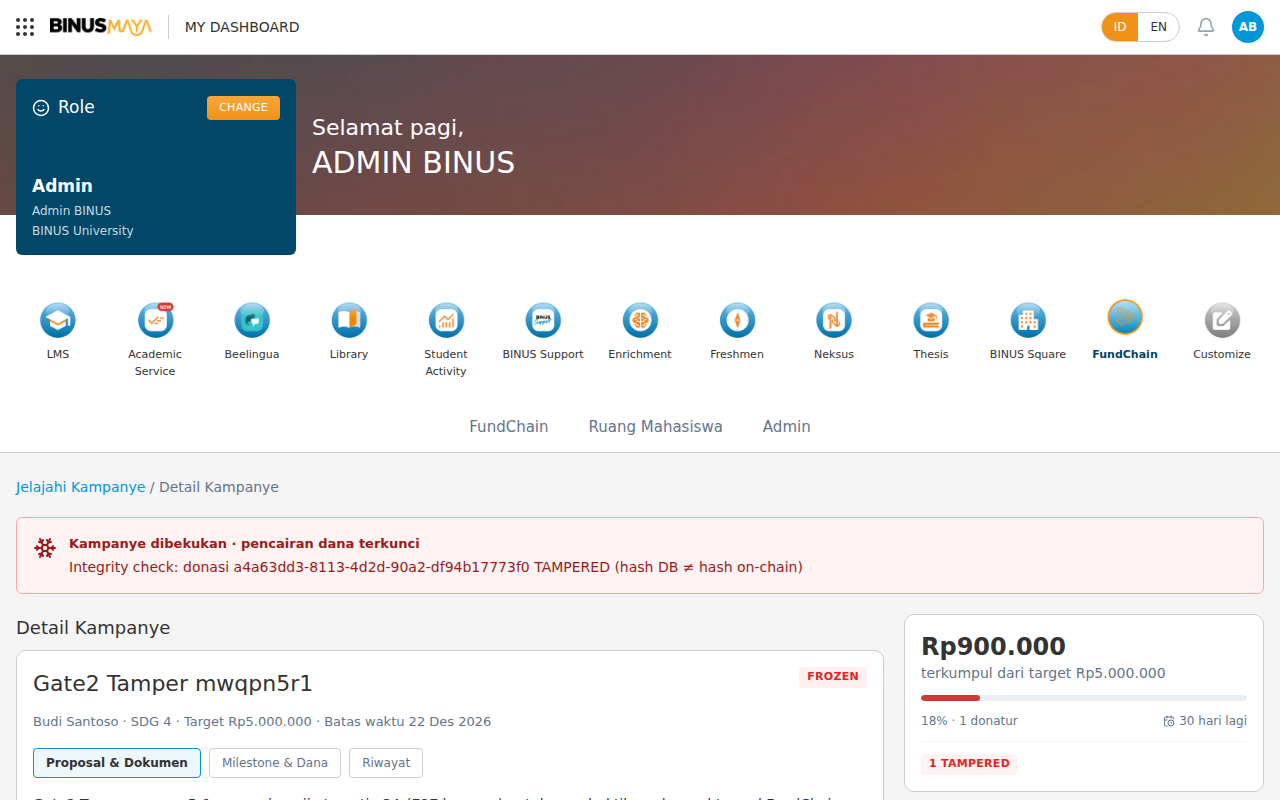 BINUSMAYA
MY DASHBOARD
ID
EN
AB
Role
CHANGE
Admin
Admin BINUS
BINUS University
Selamat pagi,
ADMIN BINUS
LMS
NEW
Academic
Service
Beelingua
Library
Student
Activity
BINUS Support
Enrichment
Freshmen
Neksus
Thesis
BINUS Square
FundChain
Customize
FundChain
Ruang Mahasiswa
Admin
Jelajahi Kampanye / Detail Kampanye
Kampanye dibekukan · pencairan dana terkunci
Integrity check: donasi a4a63dd3-8113-4d2d-90a2-df94b17773f0 TAMPERED (hash DB ≠ hash on-chain)
Detail Kampanye
Gate2 Tamper mwqpn5r1
FROZEN
Budi Santoso · SDG 4 · Target Rp5.000.000 · Batas waktu 22 Des 2026
Proposal & Dokumen
Milestone & Dana
Riwayat
Rp900.000
terkumpul dari target Rp5.000.000
18% · 1 donatur
30 hari lagi
1 TAMPERED